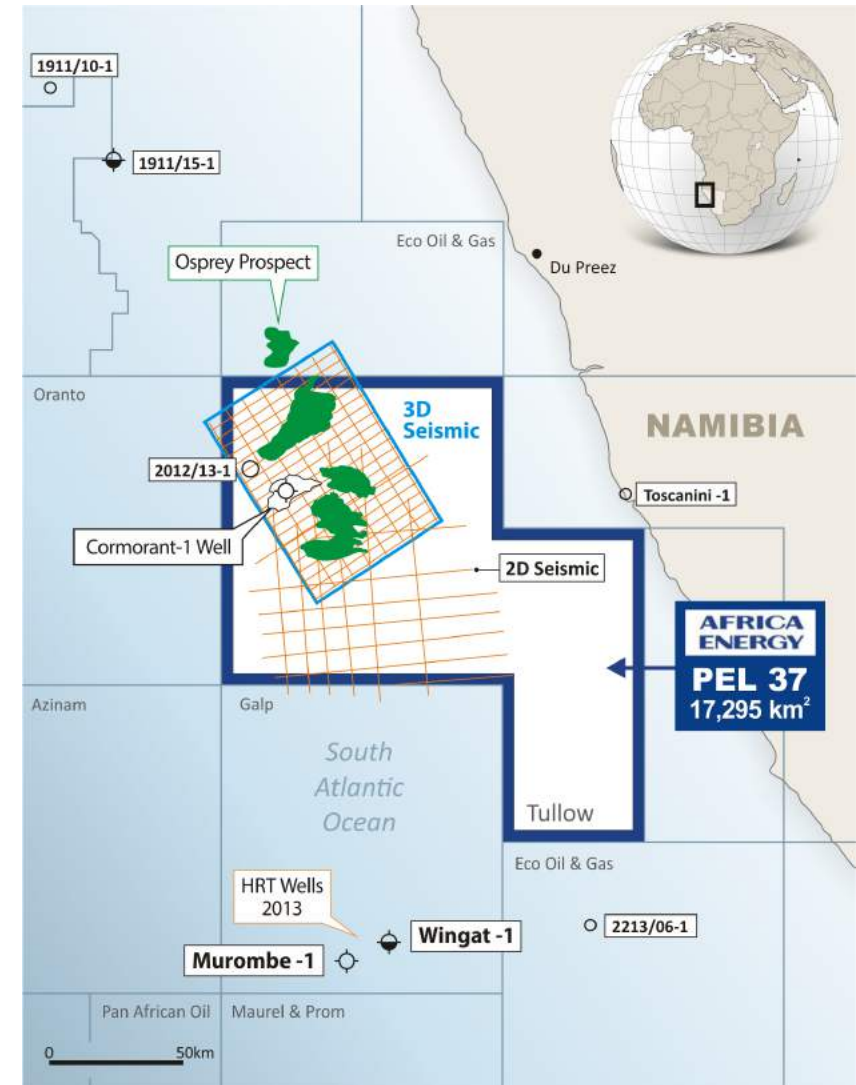 1911/10-1
1911/15-1
Eco Oil & Gas
Osprey Prospect
Du Preez
Oranto
3D
Seismic
NAMIBIA
2012/13-1
Toscanini -1
Cormorant-1 Well
2D Seismic
AFRICA
ENERGY
PEL 37
17,295 km²
Azinam
Galp
South
Atlantic
Ocean
Tullow
Eco Oil & Gas
HRT Wells
2013
2213/06-1
Wingat -1
Murombe -1
Pan African Oil
Maurel & Prom
0 50km